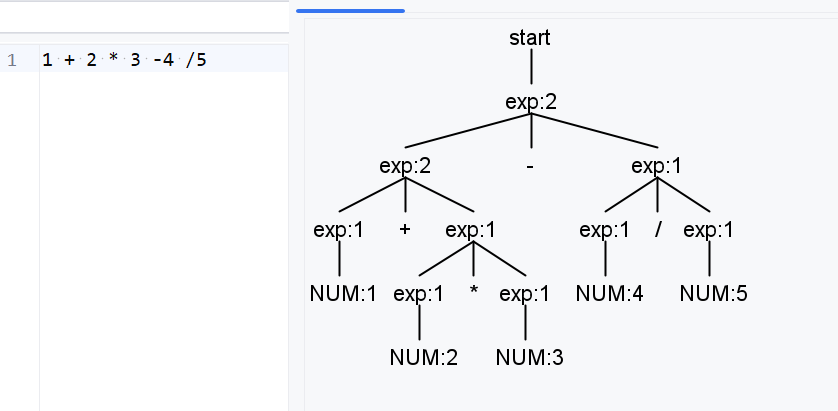 1
1 + 2 * 3 -4 /5
start
exp:2
exp:2 - exp:1
exp:1 + exp:1 exp:1 / exp:1
NUM:1 exp:1 * exp:1 NUM:4 NUM:5
NUM:2 NUM:3